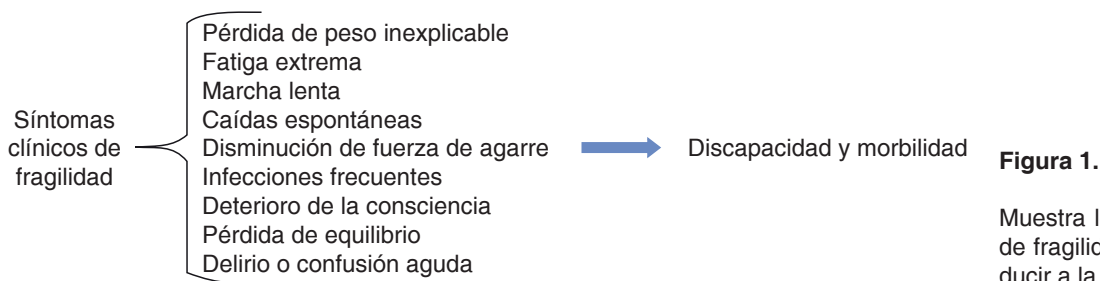 Síntomas
clínicos de
fragilidad
Pérdida de peso inexplicable
Fatiga extrema
Marcha lenta
Caídas espontáneas
Disminución de fuerza de agarre
Infecciones frecuentes
Deterioro de la consciencia
Pérdida de equilibrio
Delirio o confusión aguda
Discapacidad y morbilidad
Figura 1.
Muestra
de
ducir a la